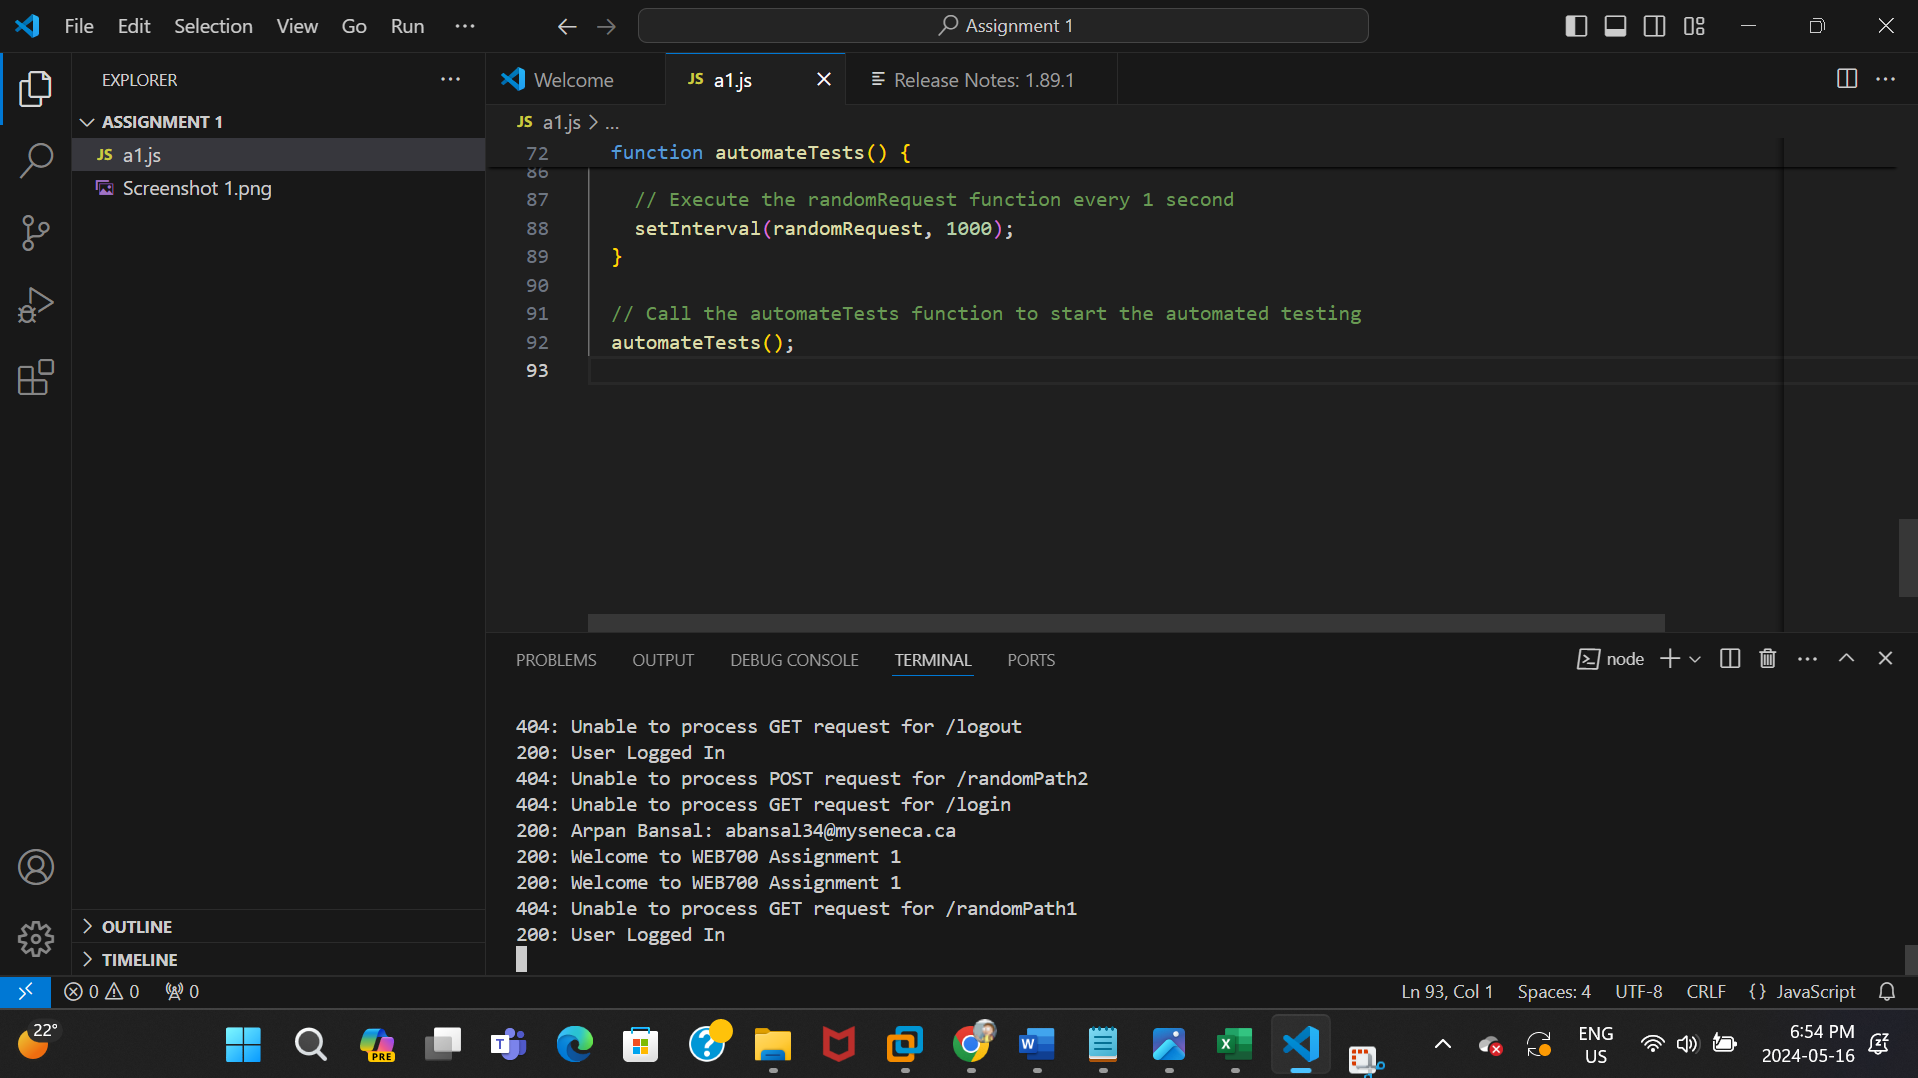 File Edit Selection View Go Run ···
Assignment 1
EXPLORER ···
Welcome
JS a1.js
Release Notes: 1.89.1
ASSIGNMENT 1
JS a1.js
Screenshot 1.png
JS a1.js > ...
72 function automateTests() {
86
87 // Execute the randomRequest function every 1 second
88 setInterval(randomRequest, 1000);
89 }
90
91 // Call the automateTests function to start the automated testing
92 automateTests();
93
PROBLEMS OUTPUT DEBUG CONSOLE TERMINAL PORTS
node
404: Unable to process GET request for /logout
200: User Logged In
404: Unable to process POST request for /randomPath2
404: Unable to process GET request for /login
200: Arpan Bansal: abansal34@myseneca.ca
200: Welcome to WEB700 Assignment 1
200: Welcome to WEB700 Assignment 1
404: Unable to process GET request for /randomPath1
200: User Logged In
OUTLINE
TIMELINE
0 0 0
Ln 93, Col 1 Spaces: 4 UTF-8 CRLF {} JavaScript
22°
PRE
T
W
X
ENG
US
6:54 PM
2024-05-16